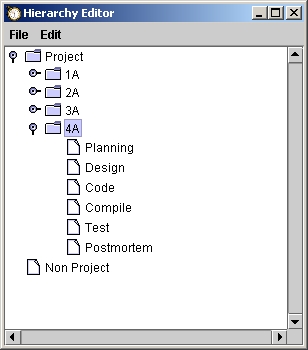 Hierarchy Editor
File Edit
Project
1A
2A
3A
4A
Planning
Design
Code
Compile
Test
Postmortem
Non Project